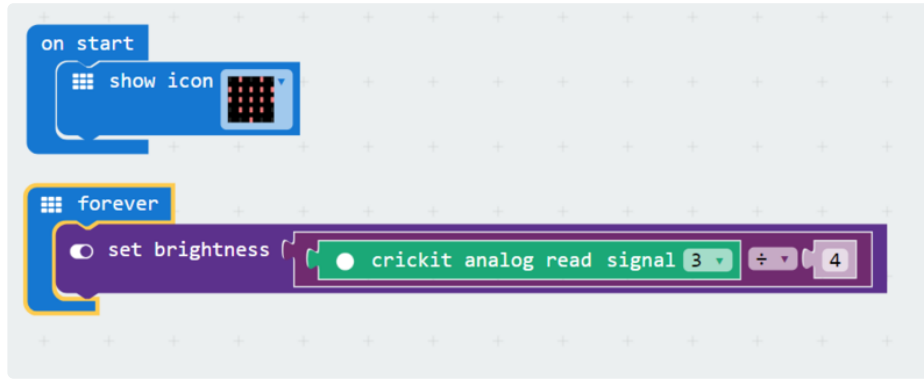 on start
show icon
forever
set brightness crickit analog read signal 3 ÷ 4